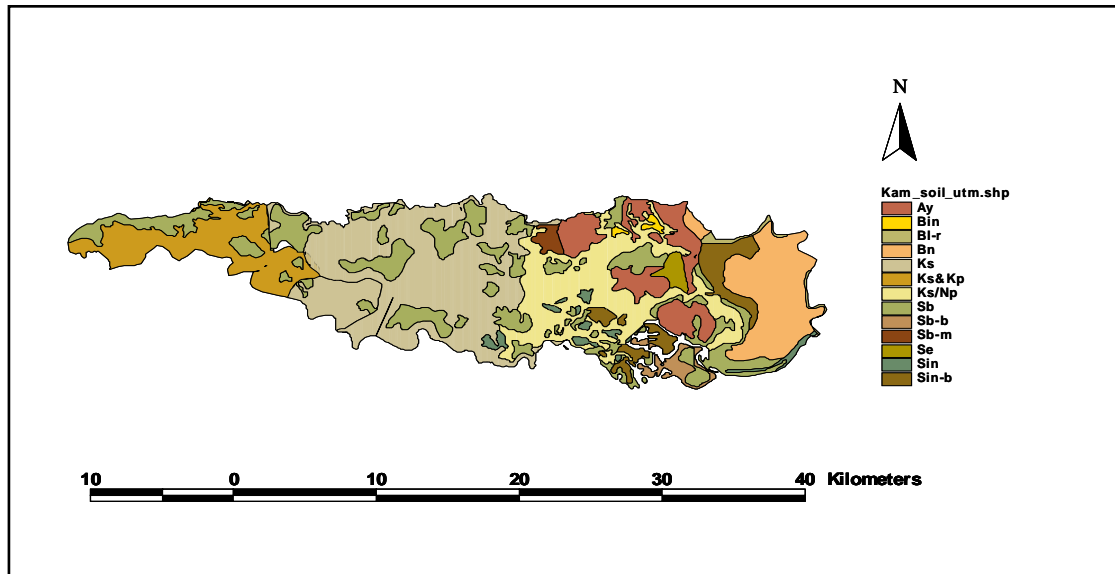 N
Kam_soil_utm.shp
Ay
Bin
Bl-r
Bn
Ks
Ks&Kp
Ks/Np
Sb
Sb-b
Sb-m
Se
Sin
Sin-b
10 0 10 20 30 40 Kilometers